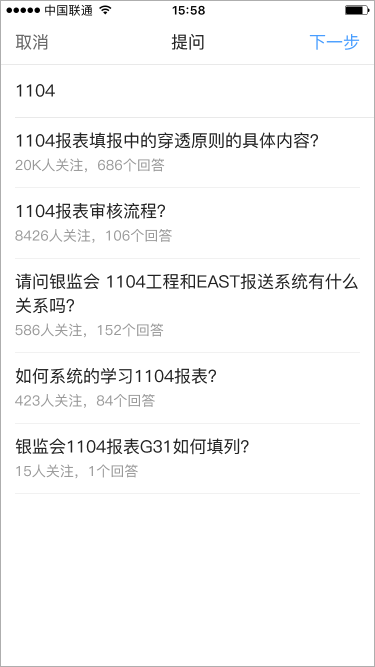 中国联通 15:58
取消 提问 下一步
1104
1104报表填报中的穿透原则的具体内容?
20K人关注，686个回答
1104报表审核流程?
8426人关注，106个回答
请问银监会 1104工程和EAST报送系统有什么
关系吗?
586人关注，152个回答
如何系统的学习1104报表?
423人关注，84个回答
银监会1104报表G31如何填列?
15人关注，1个回答